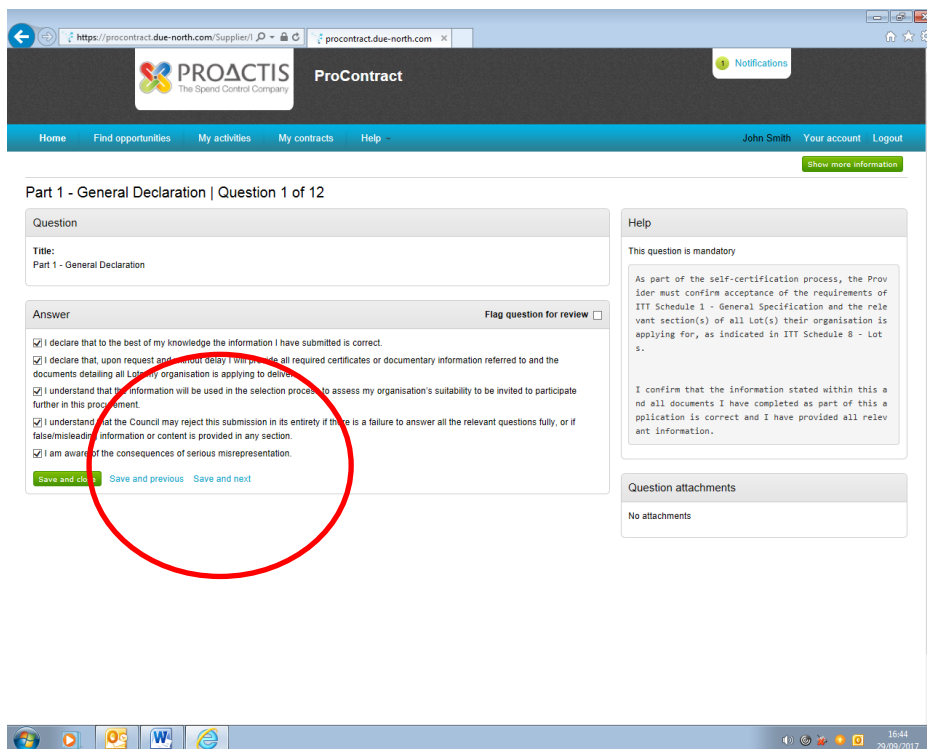 https://procontract.due-north.com/Supplier/I
procontract.due-north.com
PROACTIS
The Spend Control Company
ProContract
1 Notifications
Home Find opportunities My activities My contracts Help
John Smith Your account Logout
Show more information
Part 1 - General Declaration | Question 1 of 12
Question
Title:
Part 1 - General Declaration
Answer
Flag question for review
I declare that to the best of my knowledge the information I have submitted is correct.
I declare that, upon request and without delay I will provide all required certificates or documentary information referred to and the
documents detailing all Lots my organisation is applying to deliver.
I understand that the information will be used in the selection process to assess my organisation's suitability to be invited to participate
further in this procurement.
I understand that the Council may reject this submission in its entirety if there is a failure to answer all the relevant questions fully, or if
false/misleading information or content is provided in any section.
I am aware of the consequences of serious misrepresentation.
Save and close Save and previous Save and next
Help
This question is mandatory
As part of the self-certification process, the Prov
ider must confirm acceptance of the requirements of
ITT Schedule 1 - General Specification and the rele
vant section(s) of all Lot(s) their organisation is
applying for, as indicated in ITT Schedule 8 - Lot
s.
I confirm that the information stated within this a
nd all documents I have completed as part of this a
pplication is correct and I have provided all relev
ant information.
Question attachments
No attachments
16:44
29/09/2017